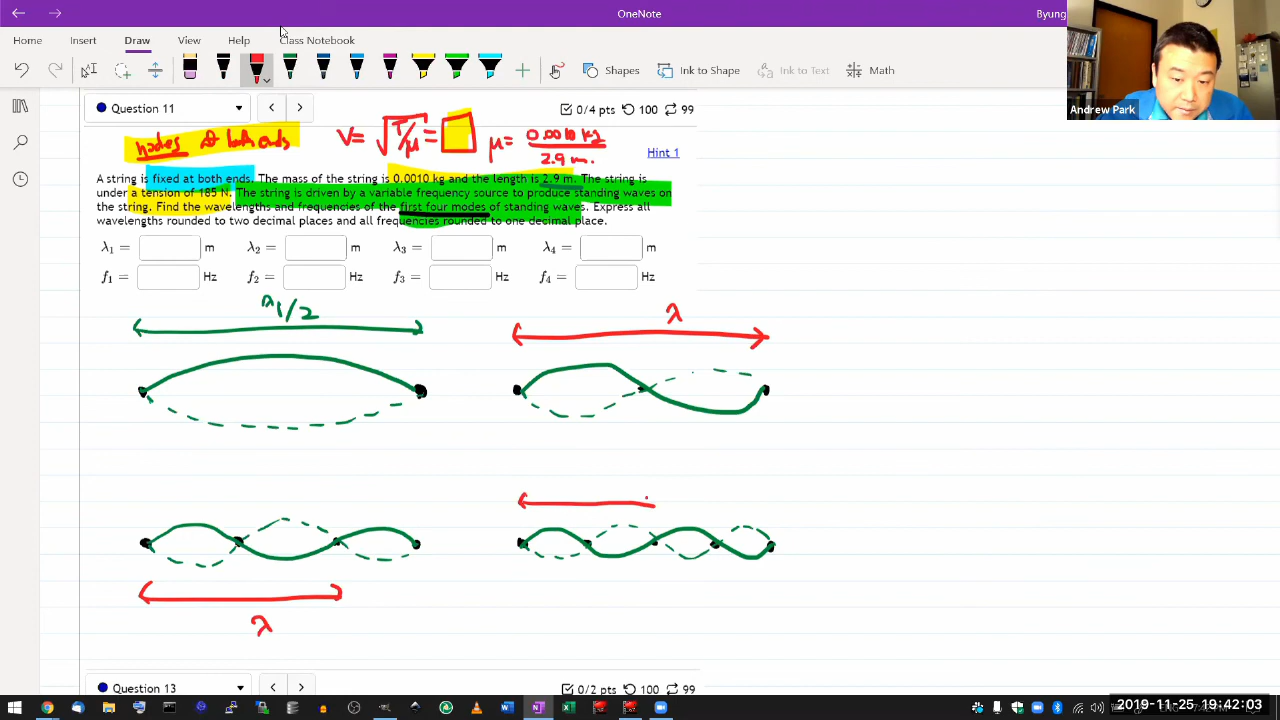 OneNote
Byung
Home Insert Draw View Help Class Notebook
Shapes Ink to Shape Ink to Text Math
Andrew Park
Question 11 0/4 pts 100 99
nodes @ both ends V= √T/μ = μ= 0.0010 kg
2.9 m.
Hint 1
A string is fixed at both ends. The mass of the string is 0.0010 kg and the length is 2.9 m. The string is
under a tension of 185 N. The string is driven by a variable frequency source to produce standing waves on
the string. Find the wavelengths and frequencies of the first four modes of standing waves. Express all
wavelengths rounded to two decimal places and all frequencies rounded to one decimal place.
λ1 = m λ2 = m λ3 = m λ4 = m
f1 = Hz f2 = Hz f3 = Hz f4 = Hz
λ1/2
λ
λ
Question 13 0/2 pts 100 99
2019-11-25 19:42:03